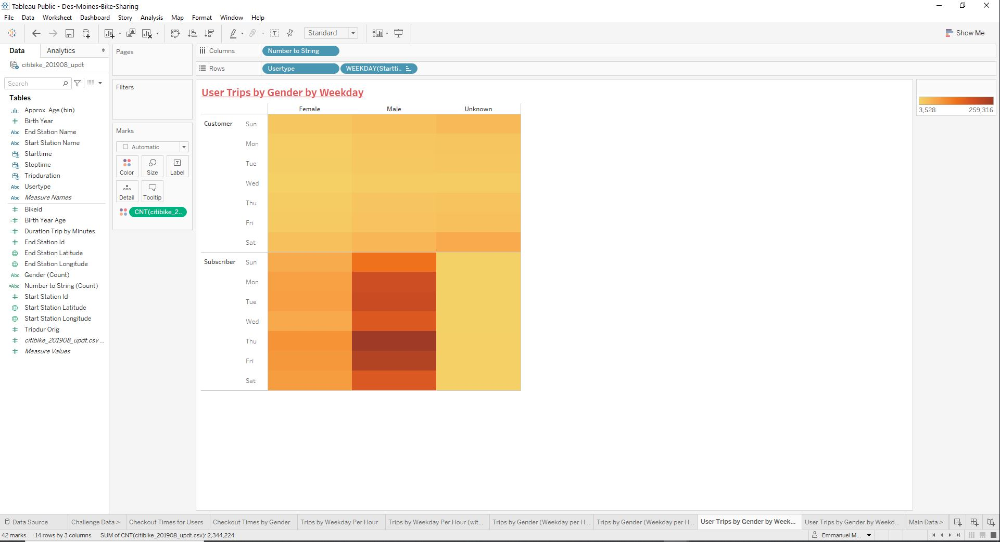 Tableau Public - Des-Moines-Bike-Sharing
File Data Worksheet Dashboard Story Analysis Map Format Window Help
Standard
Show Me
Data Analytics
citibike_201908_updt
Search
Tables
Approx. Age (bin)
# Birth Year
Abc End Station Name
Abc Start Station Name
Starttime
Stoptime
Tripduration
Abc Usertype
Abc Measure Names
# Bikeid
=# Birth Year Age
=# Duration Trip by Minutes
# End Station Id
End Station Latitude
End Station Longitude
Abc Gender (Count)
=Abc Number to String (Count)
# Start Station Id
Start Station Latitude
Start Station Longitude
# Tripdur Orig
# citibike_201908_updt.csv ...
# Measure Values
Pages
Filters
Marks
Automatic
Color Size Label
Detail Tooltip
CNT(citibike_2..
Columns Number to String
Rows Usertype WEEKDAY(Startti..
User Trips by Gender by Weekday
Female Male Unknown
Customer Sun
Mon
Tue
Wed
Thu
Fri
Sat
Subscriber Sun
Mon
Tue
Wed
Thu
Fri
Sat
3,528 259,316
Data Source Challenge Data > Checkout Times for Users Checkout Times by Gender Trips by Weekday Per Hour Trips by Weekday Per Hour (wit... Trips by Gender (Weekday per H... Trips by Gender (Weekday per H... User Trips by Gender by Week... User Trips by Gender by Weekd... Main Data >
42 marks 14 rows by 3 columns SUM of CNT(citibike_201908_updt.csv): 2,344,224 Emmanuel M...